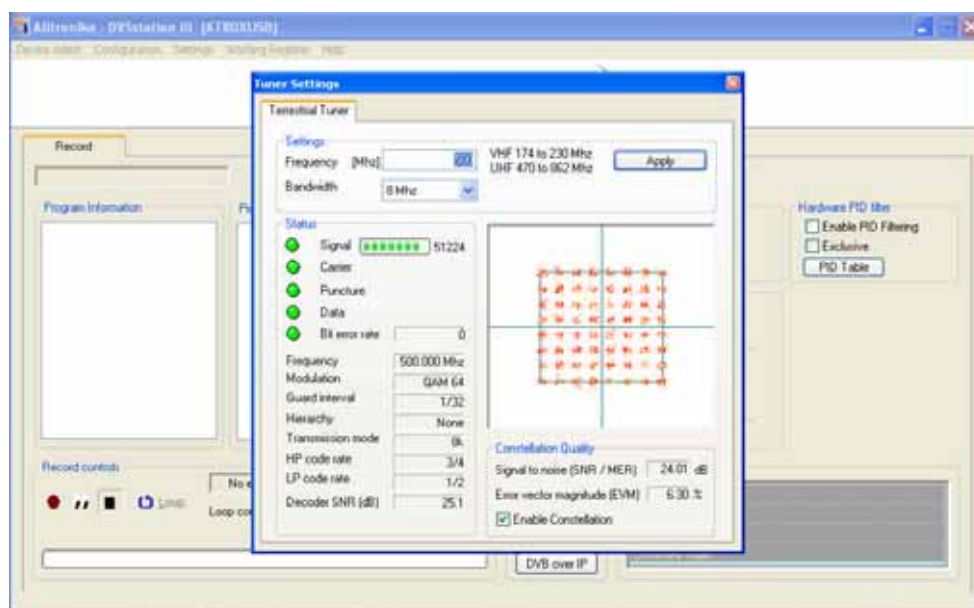 Alitronika - DVStation III (AT80XUSB)
Device select Configuration Settings Working Register Help
Tuner Settings
Terrestrial Tuner
Settings
Frequency [Mhz]
VHF 174 to 230 Mhz
UHF 470 to 862 Mhz
Apply
Bandwidth 8 Mhz
Status
Signal 51224
Carrier
Puncture
Data
Bit error rate 0
Frequency 500.000 Mhz
Modulation QAM 64
Guard interval 1/32
Hierarchy None
Transmission mode 8k
HP code rate 3/4
LP code rate 1/2
Decoder SNR (dB) 25.1
Constellation Quality
Signal to noise (SNR / MER) 24.01 dB
Error vector magnitude (EVM) 6.30 %
Enable Constellation
Record
Program Information
Hardware PID filter
Enable PID Filtering
Exclusive
PID Table
Record controls
Loop
No
Loop
DVB over IP